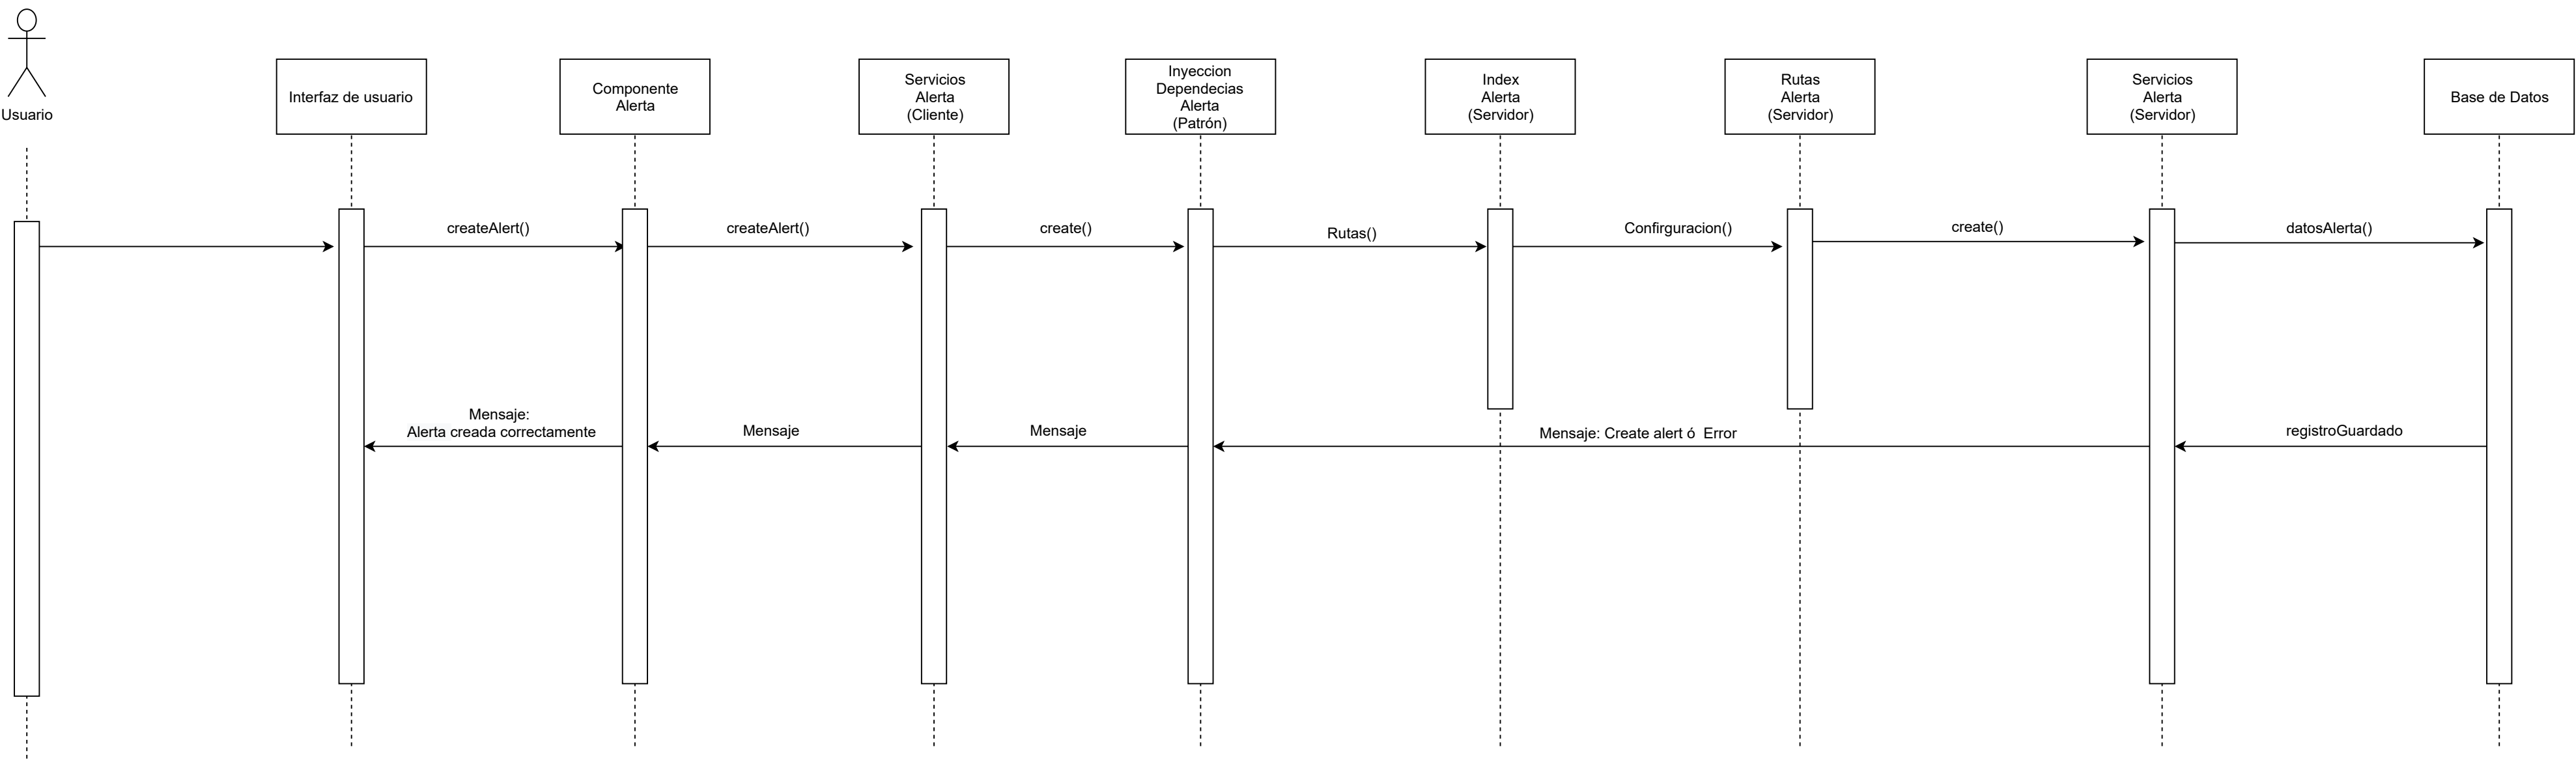 Usuario
Interfaz de usuario
Componente
Alerta
Servicios
Alerta
(Cliente)
Inyeccion
Dependecias
Alerta
(Patrón)
Index
Alerta
(Servidor)
Rutas
Alerta
(Servidor)
Servicios
Alerta
(Servidor)
Base de Datos
createAlert()
createAlert()
create()
Rutas()
Confirguracion()
create()
datosAlerta()
Mensaje:
Alerta creada correctamente
Mensaje
Mensaje
Mensaje: Create alert ó  Error
registroGuardado